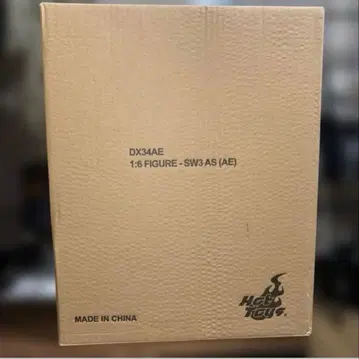 DX34AE
1:6 FIGURE - SW3 AS (AE)
Hot
Toys
MADE IN CHINA